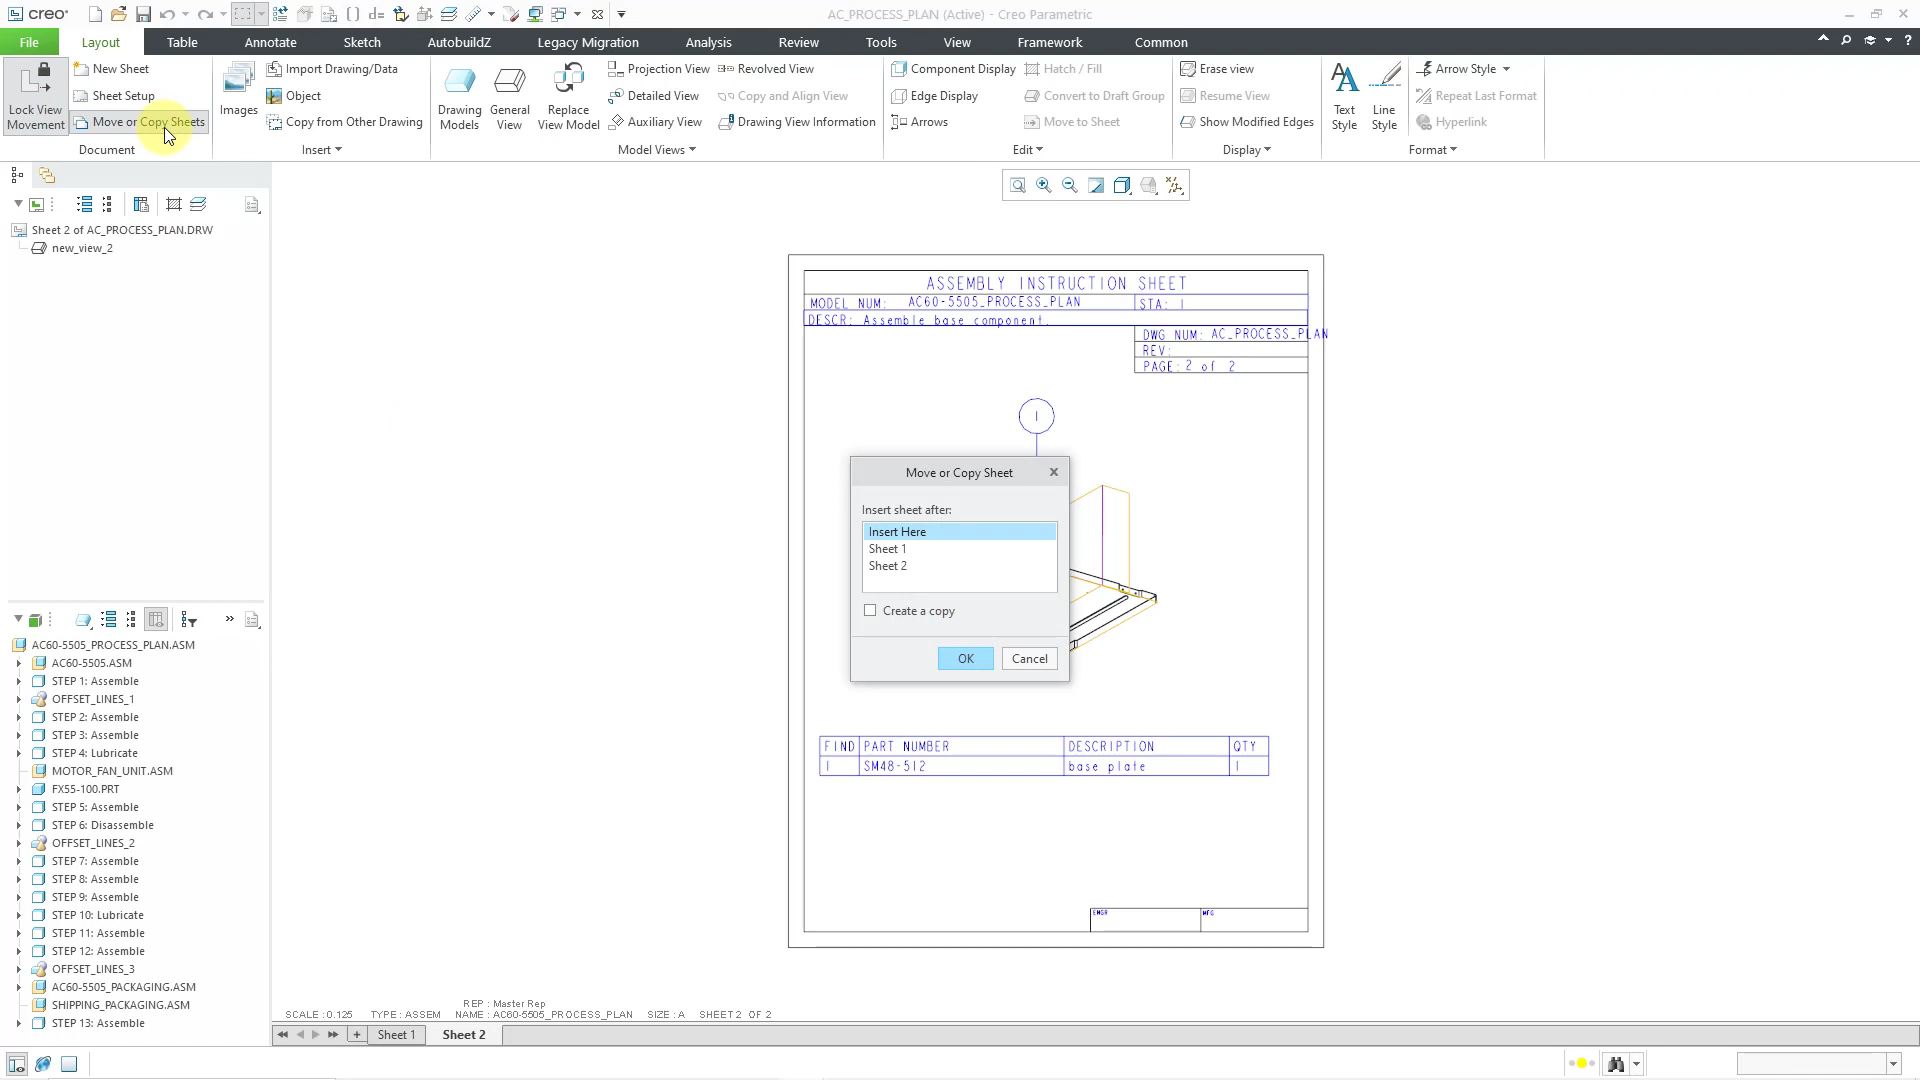 creo
AC_PROCESS_PLAN (Active) - Creo Parametric
File
Layout
Table
Annotate
Sketch
AutobuildZ
Legacy Migration
Analysis
Review
Tools
View
Framework
Common
Lock View
Movement
New Sheet
Sheet Setup
Move or Copy Sheets
Document
Images
Import Drawing/Data
Object
Copy from Other Drawing
Insert
Drawing
Models
General
View
Replace
View Model
Projection View
Detailed View
Auxiliary View
Revolved View
Copy and Align View
Drawing View Information
Model Views
Component Display
Edge Display
Arrows
Hatch / Fill
Convert to Draft Group
Move to Sheet
Edit
Erase view
Resume View
Show Modified Edges
Display
Text
Style
Line
Style
Arrow Style
Repeat Last Format
Hyperlink
Format
Sheet 2 of AC_PROCESS_PLAN.DRW
new_view_2
AC60-5505_PROCESS_PLAN.ASM
AC60-5505.ASM
STEP 1: Assemble
OFFSET_LINES_1
STEP 2: Assemble
STEP 3: Assemble
STEP 4: Lubricate
MOTOR_FAN_UNIT.ASM
FX55-100.PRT
STEP 5: Assemble
STEP 6: Disassemble
OFFSET_LINES_2
STEP 7: Assemble
STEP 8: Assemble
STEP 9: Assemble
STEP 10: Lubricate
STEP 11: Assemble
STEP 12: Assemble
OFFSET_LINES_3
AC60-5505_PACKAGING.ASM
SHIPPING_PACKAGING.ASM
STEP 13: Assemble
ASSEMBLY INSTRUCTION SHEET
MODEL NUM: AC60-5505_PROCESS_PLAN STA: 1
DESCR: Assemble base component.
DWG NUM: AC_PROCESS_PLAN
REV:
PAGE: 2 of 2
1
Move or Copy Sheet
Insert sheet after:
Insert Here
Sheet 1
Sheet 2
Create a copy
OK
Cancel
FIND PART NUMBER DESCRIPTION QTY
1 SM48-512 base plate 1
ENGR MFG
REP : Master Rep
SCALE : 0.125 TYPE : ASSEM NAME : AC60-5505_PROCESS_PLAN SIZE : A SHEET 2 OF 2
Sheet 1
Sheet 2